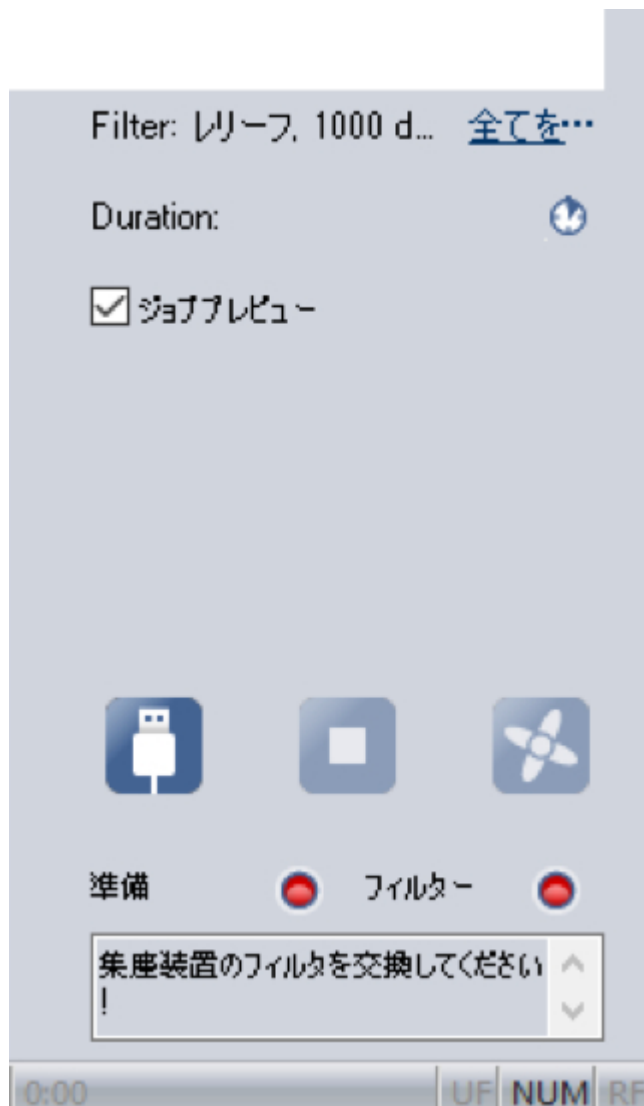 Filter: レリーフ, 1000 d... 全てを…
Duration:
ジョブプレビュー
準備 フィルター
集塵装置のフィルタを交換してください
!
0:00 UF NUM RF